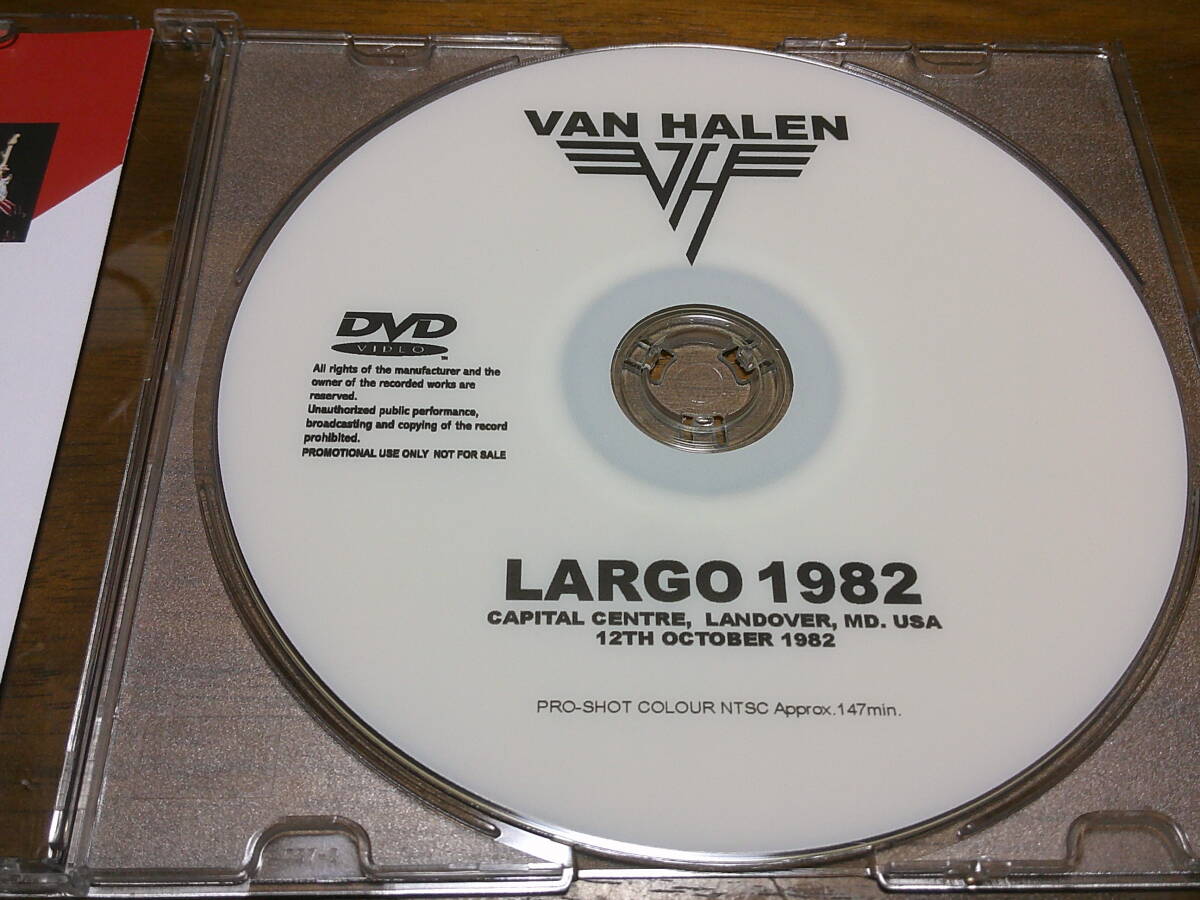 VAN HALEN
VH
DVD
VIDEO
TM
All rights of the manufacturer and the
owner of the recorded works are
reserved.
Unauthorized public performance,
broadcasting and copying of the record
prohibited.
PROMOTIONAL USE ONLY NOT FOR SALE
LARGO 1982
CAPITAL CENTRE, LANDOVER, MD. USA
12TH OCTOBER 1982
PRO-SHOT COLOUR NTSC Approx.147min.